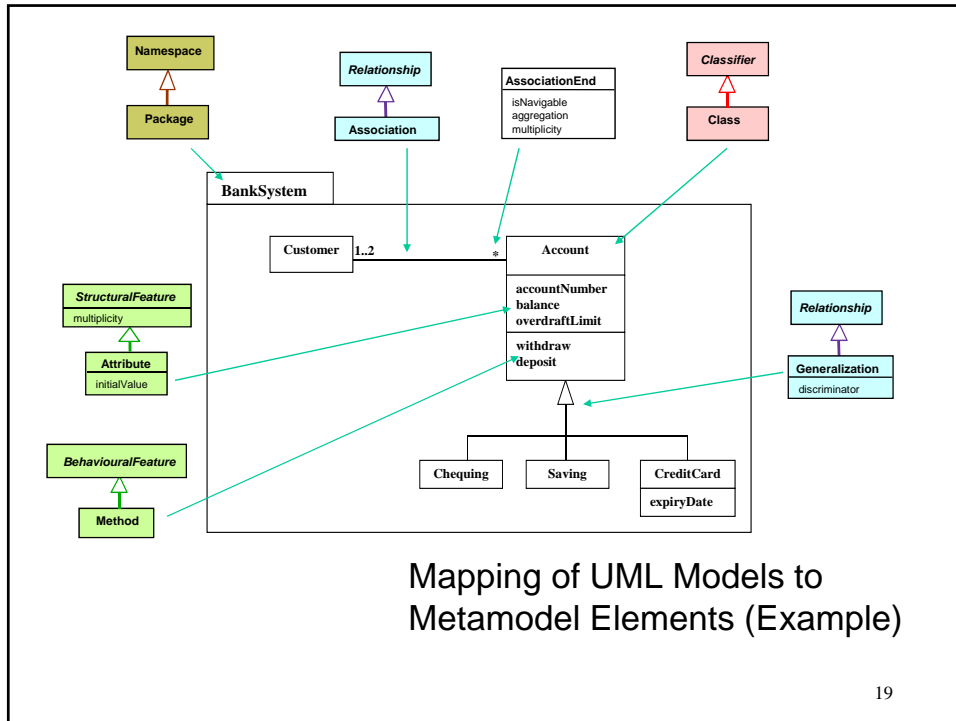 Namespace
Package
Relationship
Association
AssociationEnd
isNavigable
aggregation
multiplicity
Classifier
Class
BankSystem
Customer
1..2
*
Account
accountNumber
balance
overdraftLimit
withdraw
deposit
StructuralFeature
multiplicity
Attribute
initialValue
BehaviouralFeature
Method
Relationship
Generalization
discriminator
Chequing
Saving
CreditCard
expiryDate
Mapping of UML Models to
Metamodel Elements (Example)
19